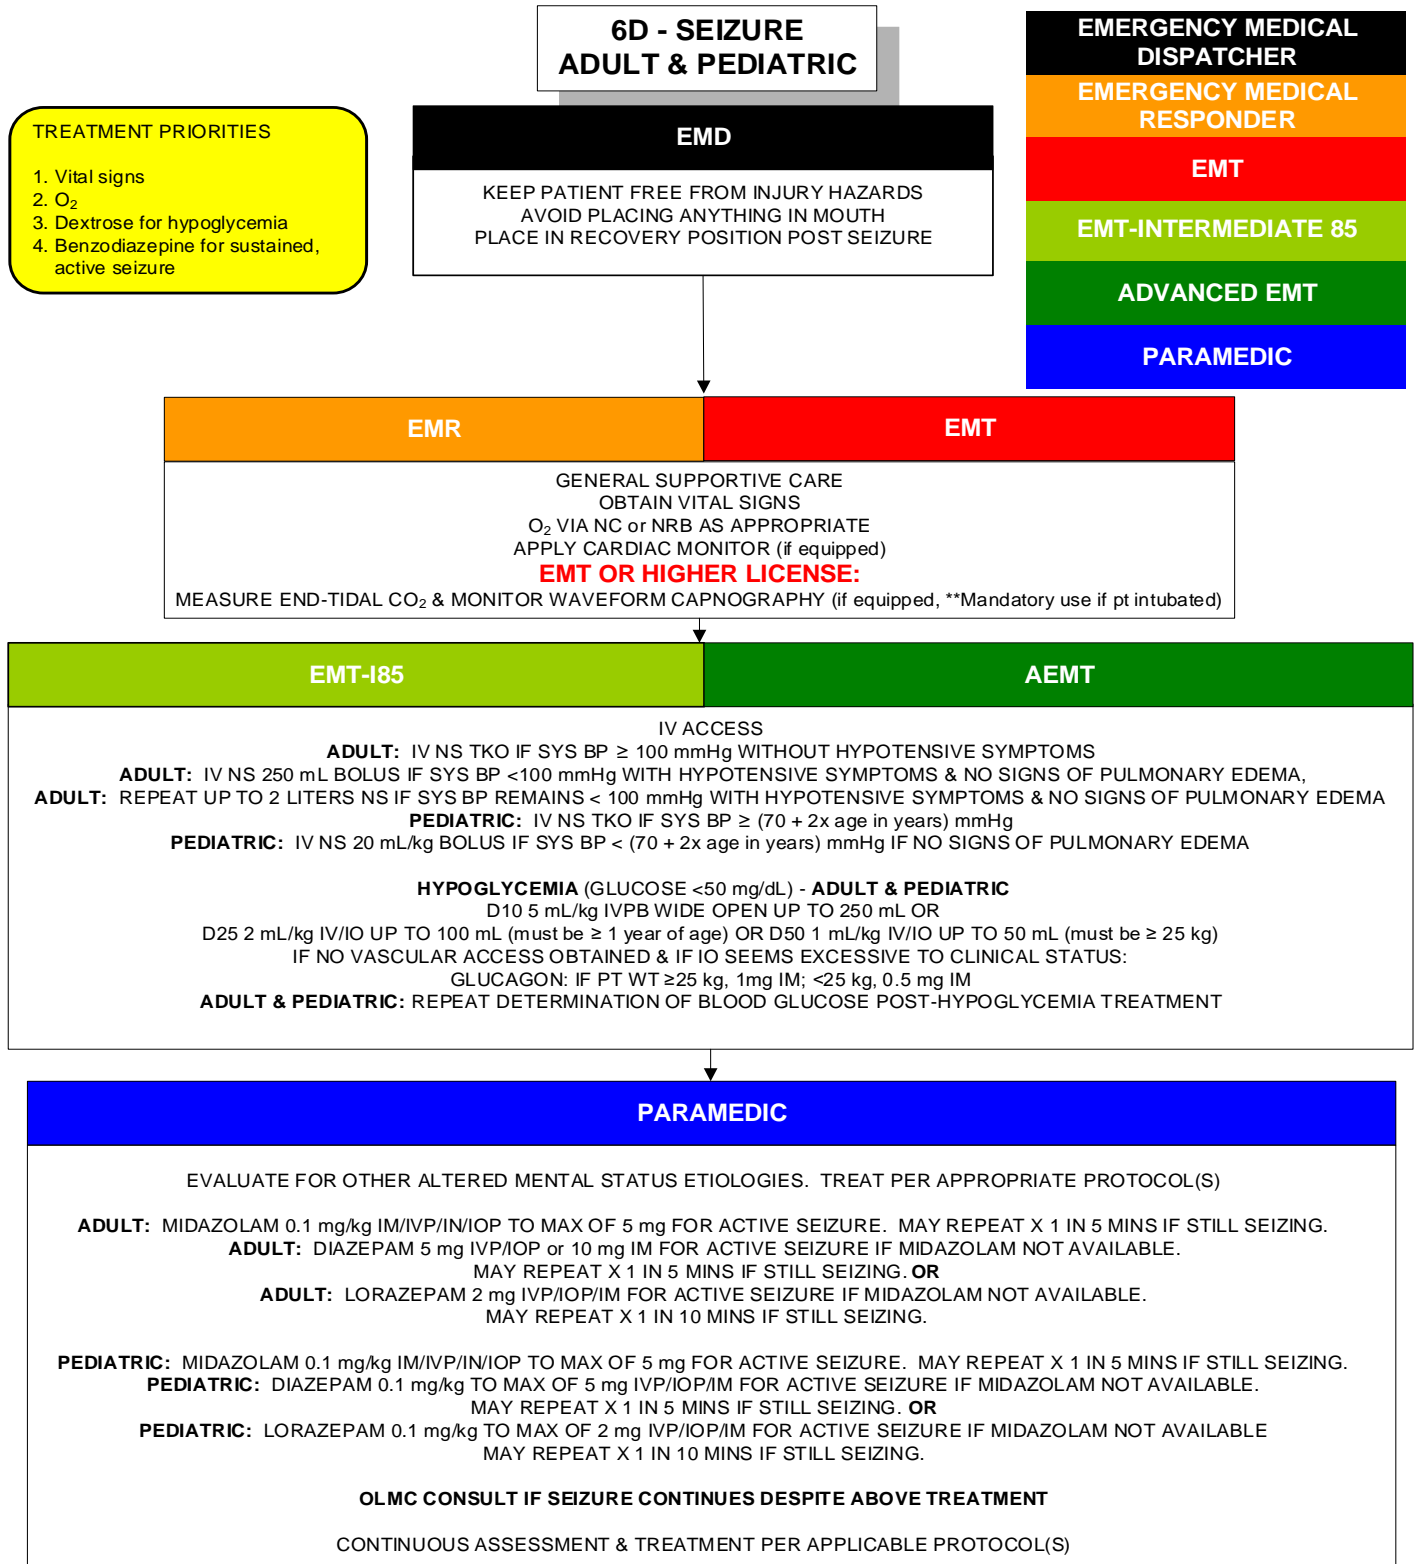 6D - SEIZURE
ADULT & PEDIATRIC
EMERGENCY MEDICAL
DISPATCHER
EMERGENCY MEDICAL
RESPONDER
EMT
EMT-INTERMEDIATE 85
ADVANCED EMT
PARAMEDIC
TREATMENT PRIORITIES
1. Vital signs
2. O₂
3. Dextrose for hypoglycemia
4. Benzodiazepine for sustained,
active seizure
EMD
KEEP PATIENT FREE FROM INJURY HAZARDS
AVOID PLACING ANYTHING IN MOUTH
PLACE IN RECOVERY POSITION POST SEIZURE
EMR
EMT
GENERAL SUPPORTIVE CARE
OBTAIN VITAL SIGNS
O₂ VIA NC or NRB AS APPROPRIATE
APPLY CARDIAC MONITOR (if equipped)
EMT OR HIGHER LICENSE:
MEASURE END-TIDAL CO₂ & MONITOR WAVEFORM CAPNOGRAPHY (if equipped, **Mandatory use if pt intubated)
EMT-I85
AEMT
IV ACCESS
ADULT: IV NS TKO IF SYS BP ≥ 100 mmHg WITHOUT HYPOTENSIVE SYMPTOMS
ADULT: IV NS 250 mL BOLUS IF SYS BP <100 mmHg WITH HYPOTENSIVE SYMPTOMS & NO SIGNS OF PULMONARY EDEMA,
ADULT: REPEAT UP TO 2 LITERS NS IF SYS BP REMAINS < 100 mmHg WITH HYPOTENSIVE SYMPTOMS & NO SIGNS OF PULMONARY EDEMA
PEDIATRIC: IV NS TKO IF SYS BP ≥ (70 + 2x age in years) mmHg
PEDIATRIC: IV NS 20 mL/kg BOLUS IF SYS BP < (70 + 2x age in years) mmHg IF NO SIGNS OF PULMONARY EDEMA
HYPOGLYCEMIA (GLUCOSE <50 mg/dL) - ADULT & PEDIATRIC
D10 5 mL/kg IVPB WIDE OPEN UP TO 250 mL OR
D25 2 mL/kg IV/IO UP TO 100 mL (must be ≥ 1 year of age) OR D50 1 mL/kg IV/IO UP TO 50 mL (must be ≥ 25 kg)
IF NO VASCULAR ACCESS OBTAINED & IF IO SEEMS EXCESSIVE TO CLINICAL STATUS:
GLUCAGON: IF PT WT ≥25 kg, 1mg IM; <25 kg, 0.5 mg IM
ADULT & PEDIATRIC: REPEAT DETERMINATION OF BLOOD GLUCOSE POST-HYPOGLYCEMIA TREATMENT
PARAMEDIC
EVALUATE FOR OTHER ALTERED MENTAL STATUS ETIOLOGIES. TREAT PER APPROPRIATE PROTOCOL(S)
ADULT: MIDAZOLAM 0.1 mg/kg IM/IVP/IN/IOP TO MAX OF 5 mg FOR ACTIVE SEIZURE. MAY REPEAT X 1 IN 5 MINS IF STILL SEIZING.
ADULT: DIAZEPAM 5 mg IVP/IOP or 10 mg IM FOR ACTIVE SEIZURE IF MIDAZOLAM NOT AVAILABLE.
MAY REPEAT X 1 IN 5 MINS IF STILL SEIZING. OR
ADULT: LORAZEPAM 2 mg IVP/IOP/IM FOR ACTIVE SEIZURE IF MIDAZOLAM NOT AVAILABLE.
MAY REPEAT X 1 IN 10 MINS IF STILL SEIZING.
PEDIATRIC: MIDAZOLAM 0.1 mg/kg IM/IVP/IN/IOP TO MAX OF 5 mg FOR ACTIVE SEIZURE. MAY REPEAT X 1 IN 5 MINS IF STILL SEIZING.
PEDIATRIC: DIAZEPAM 0.1 mg/kg TO MAX OF 5 mg IVP/IOP/IM FOR ACTIVE SEIZURE IF MIDAZOLAM NOT AVAILABLE.
MAY REPEAT X 1 IN 5 MINS IF STILL SEIZING. OR
PEDIATRIC: LORAZEPAM 0.1 mg/kg TO MAX OF 2 mg IVP/IOP/IM FOR ACTIVE SEIZURE IF MIDAZOLAM NOT AVAILABLE
MAY REPEAT X 1 IN 10 MINS IF STILL SEIZING.
OLMC CONSULT IF SEIZURE CONTINUES DESPITE ABOVE TREATMENT
CONTINUOUS ASSESSMENT & TREATMENT PER APPLICABLE PROTOCOL(S)